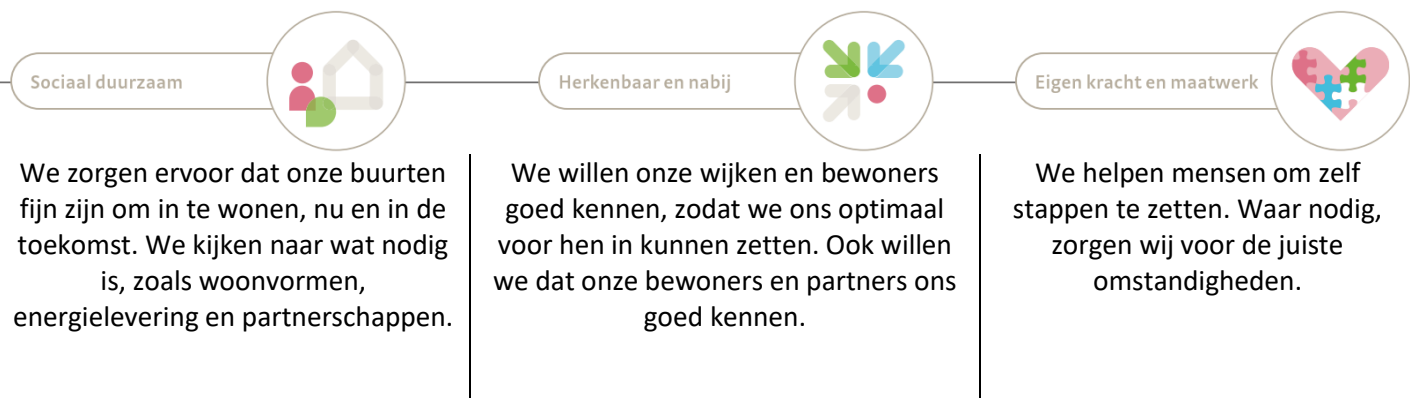 Sociaal duurzaam
We zorgen ervoor dat onze buurten
fijn zijn om in te wonen, nu en in de
toekomst. We kijken naar wat nodig
is, zoals woonvormen,
energielevering en partnerschappen.
Herkenbaar en nabij
We willen onze wijken en bewoners
goed kennen, zodat we ons optimaal
voor hen in kunnen zetten. Ook willen
we dat onze bewoners en partners ons
goed kennen.
Eigen kracht en maatwerk
We helpen mensen om zelf
stappen te zetten. Waar nodig,
zorgen wij voor de juiste
omstandigheden.